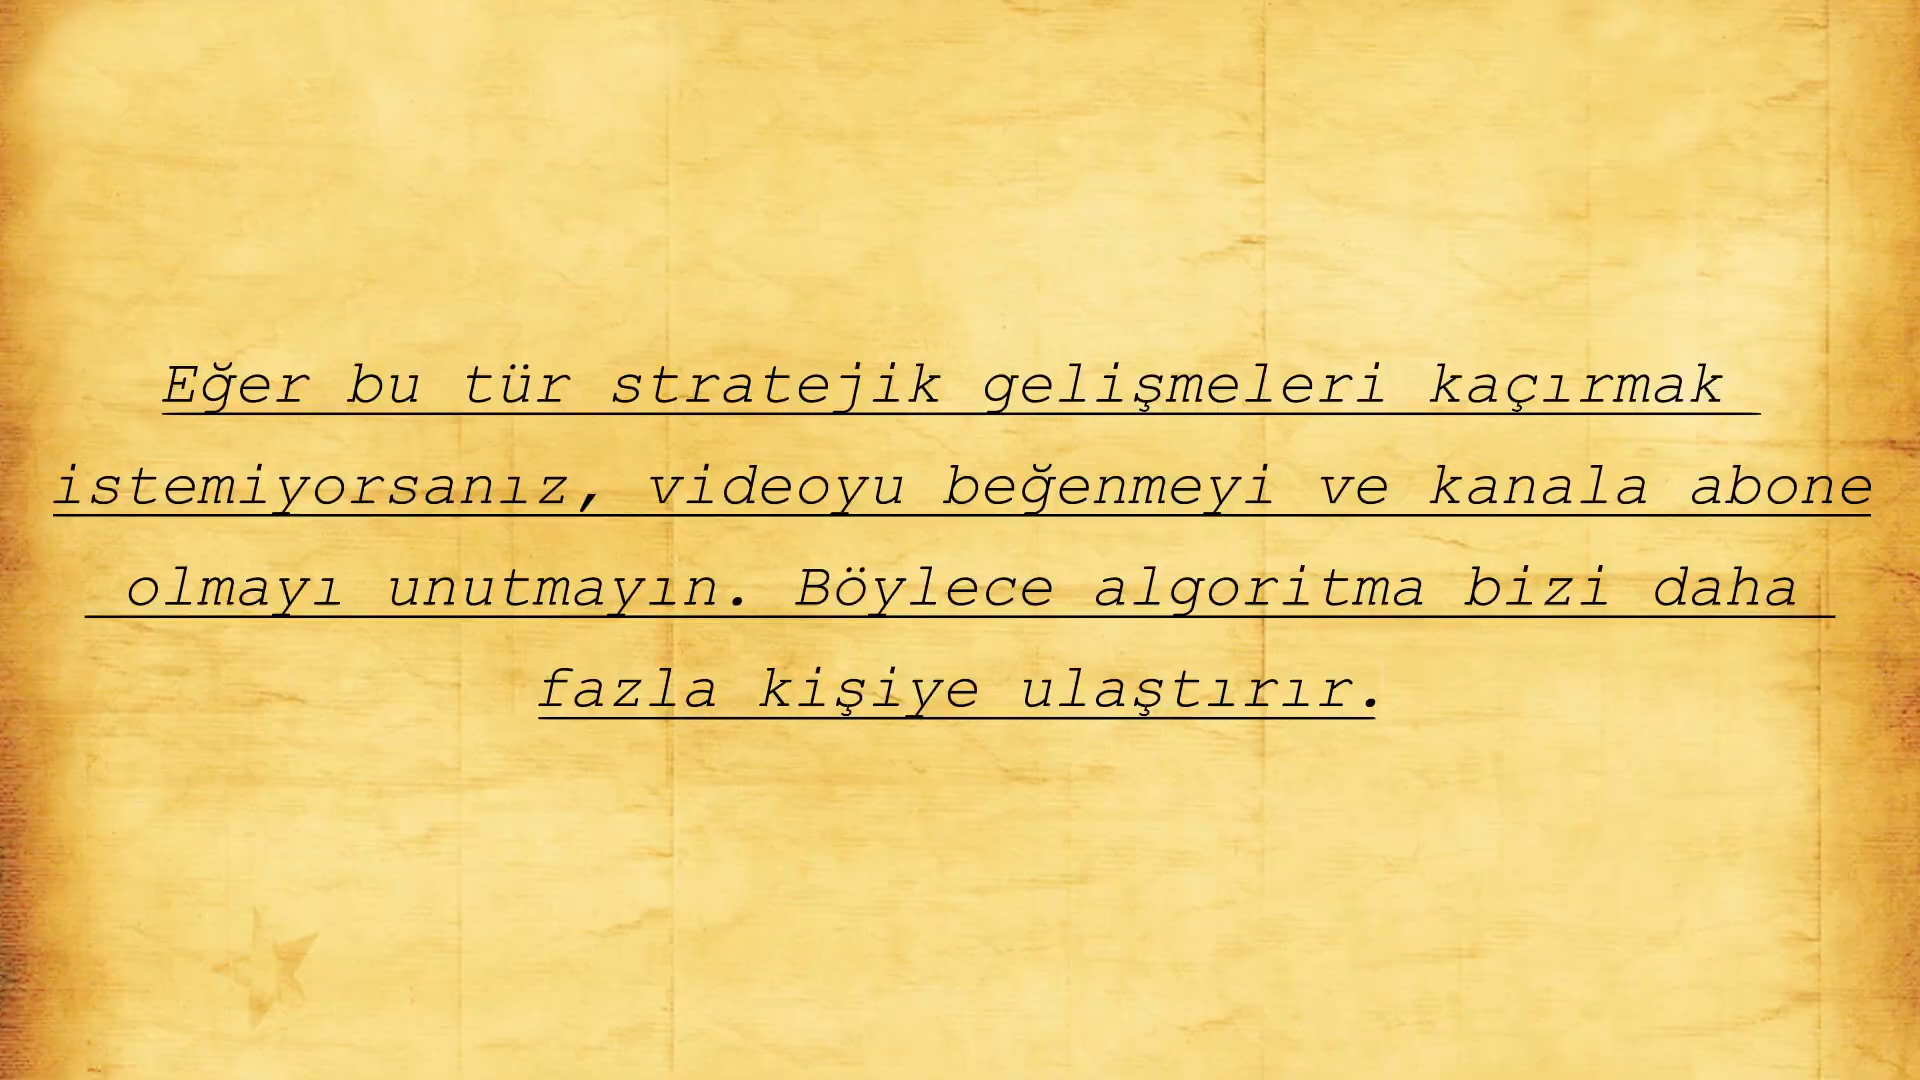 Eğer bu tür stratejik gelişmeleri kaçırmak
istemiyorsanız, videoyu beğenmeyi ve kanala abone
olmayı unutmayın. Böylece algoritma bizi daha
fazla kişiye ulaştırır.